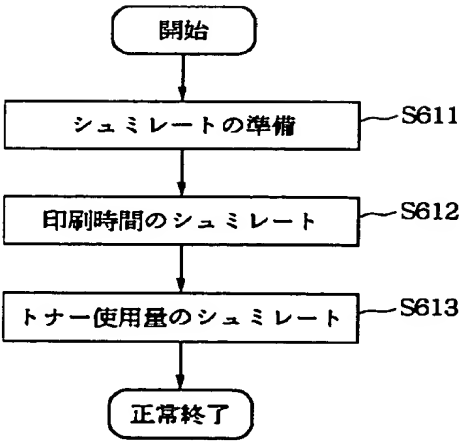 開始
シュミレートの準備
S611
印刷時間のシュミレート
S612
トナー使用量のシュミレート
S613
正常終了